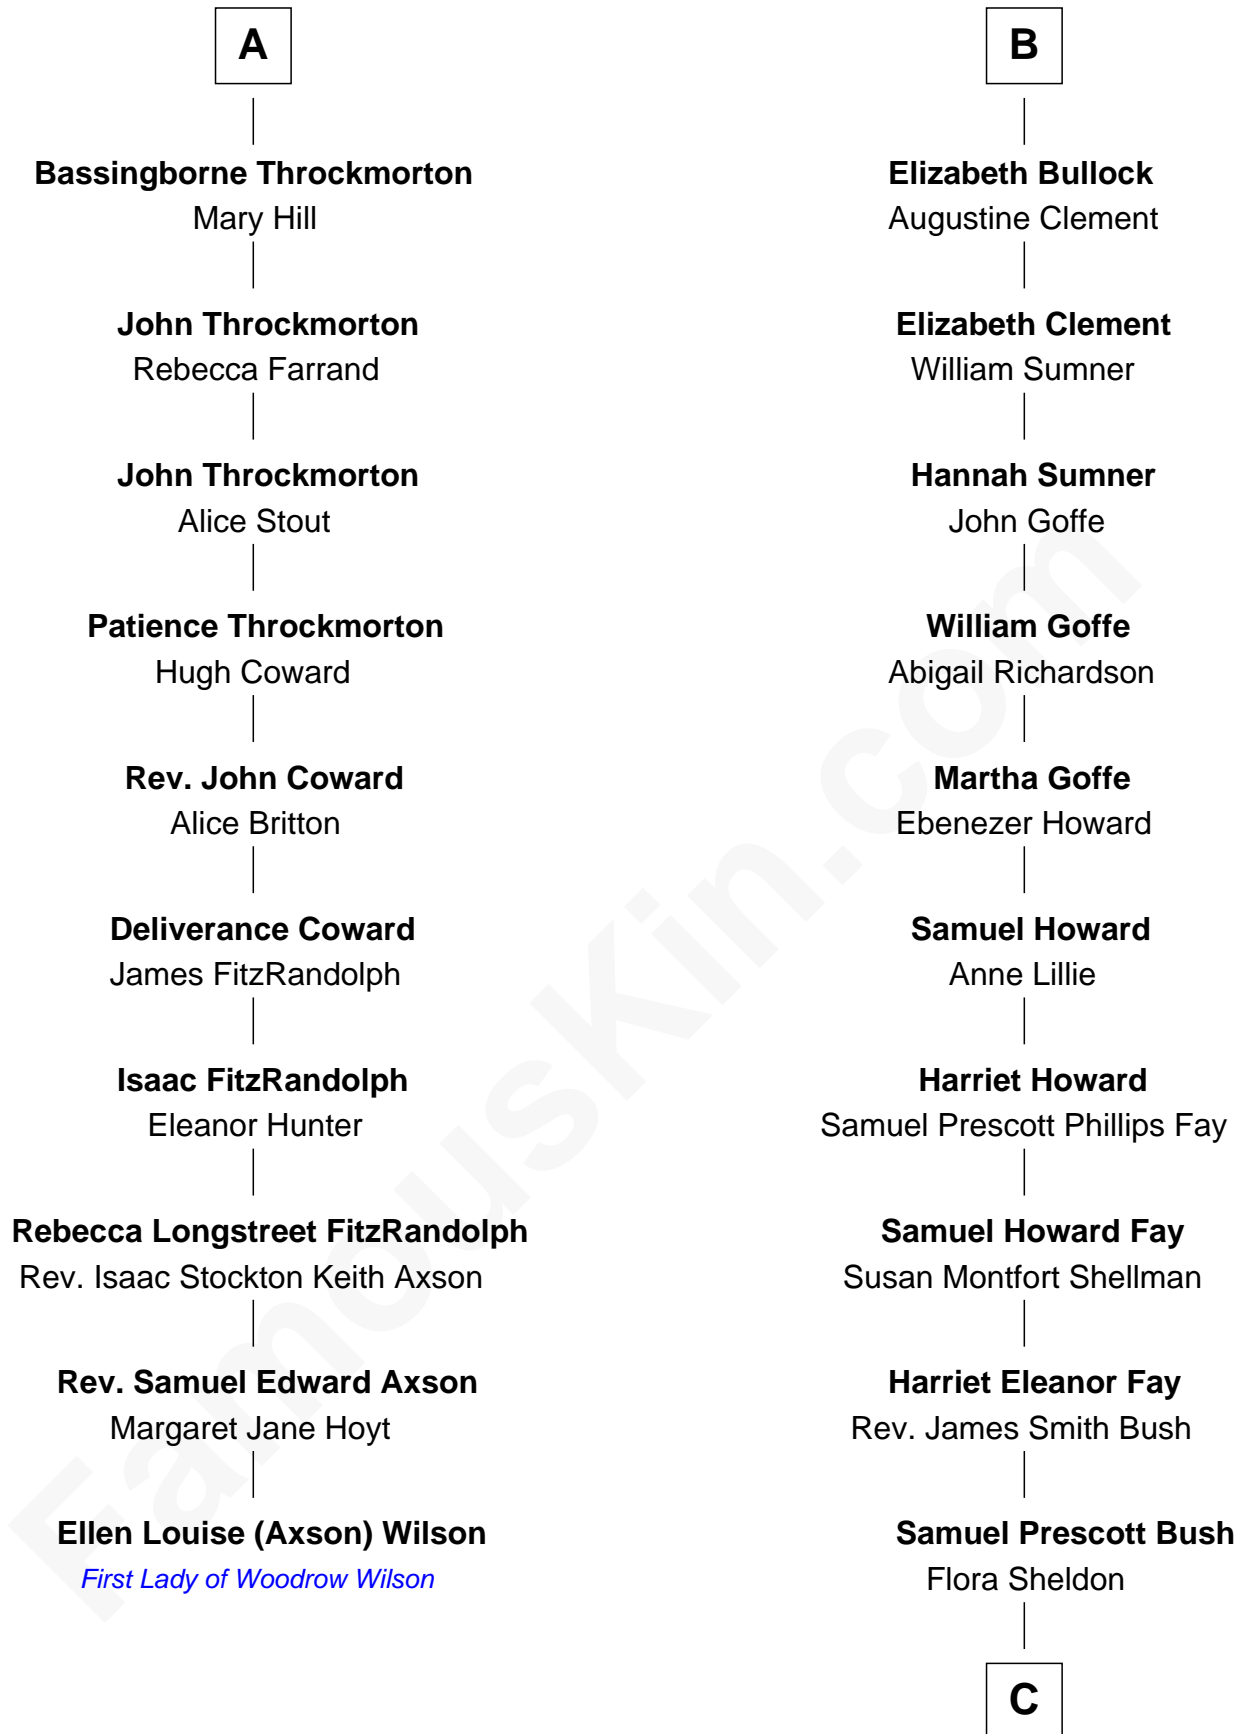 A
Bassingborne Throckmorton
Mary Hill
John Throckmorton
Rebecca Farrand
John Throckmorton
Alice Stout
Patience Throckmorton
Hugh Coward
Rev. John Coward
Alice Britton
Deliverance Coward
James FitzRandolph
Isaac FitzRandolph
Eleanor Hunter
Rebecca Longstreet FitzRandolph
Rev. Isaac Stockton Keith Axson
Rev. Samuel Edward Axson
Margaret Jane Hoyt
Ellen Louise (Axson) Wilson
First Lady of Woodrow Wilson
B
Elizabeth Bullock
Augustine Clement
Elizabeth Clement
William Sumner
Hannah Sumner
John Goffe
William Goffe
Abigail Richardson
Martha Goffe
Ebenezer Howard
Samuel Howard
Anne Lillie
Harriet Howard
Samuel Prescott Phillips Fay
Samuel Howard Fay
Susan Montfort Shellman
Harriet Eleanor Fay
Rev. James Smith Bush
Samuel Prescott Bush
Flora Sheldon
C
FamousKin.com